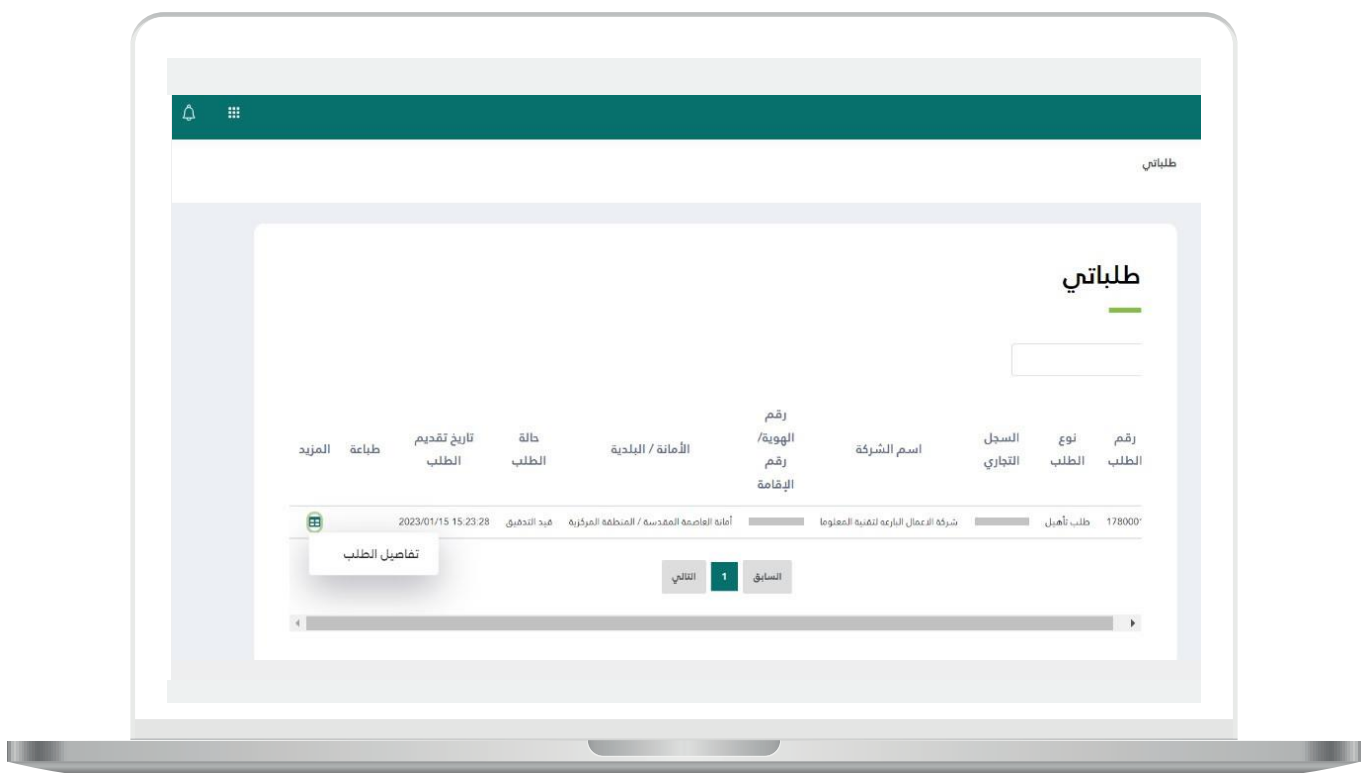 طلباتي
طلباتي
رقم الطلب
نوع الطلب
السجل التجاري
اسم الشركة
رقم الهوية/ رقم الإقامة
الأمانة / البلدية
حالة الطلب
تاريخ تقديم الطلب
طباعة
المزيد
178000
طلب تأهيل
شركة الاعمال البارعه لتقنية المعلوما
أمانة العاصمة المقدسة / المنطقة المركزية
قيد التدقيق
2023/01/15 15:23:28
تفاصيل الطلب
السابق 1 التالي